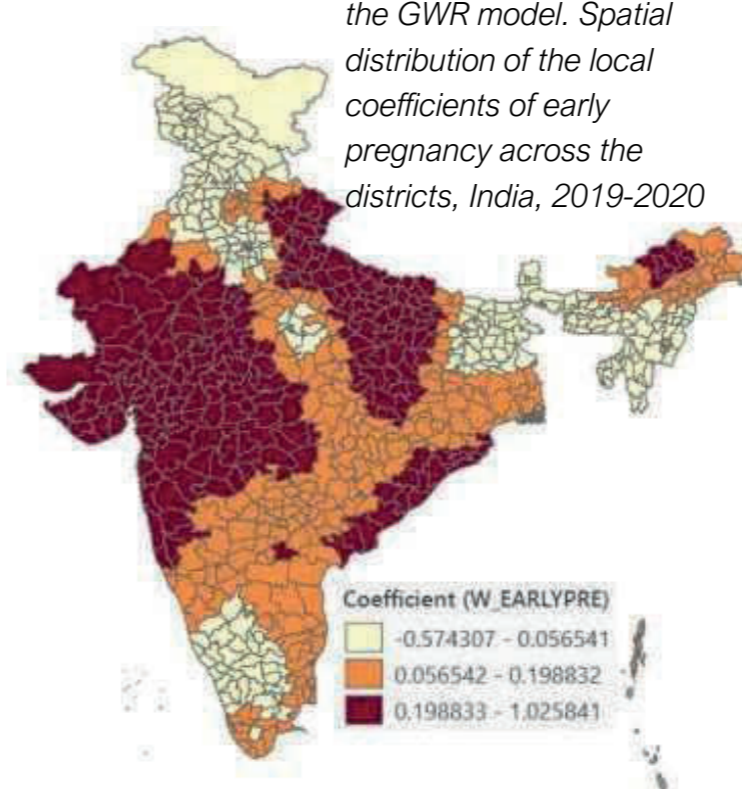 the GWR model. Spatial
distribution of the local
coefficients of early
pregnancy across the
districts, India, 2019-2020
Coefficient (W_EARLYPRE)
-0.574307 - 0.056541
0.056542 - 0.198832
0.198833 - 1.025841